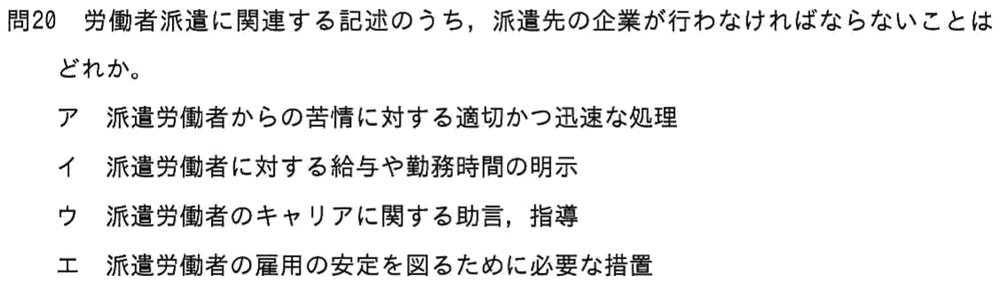 問20　労働者派遣に関連する記述のうち，派遣先の企業が行わなければならないことは
どれか。
ア　派遣労働者からの苦情に対する適切かつ迅速な処理
イ　派遣労働者に対する給与や勤務時間の明示
ウ　派遣労働者のキャリアに関する助言，指導
エ　派遣労働者の雇用の安定を図るために必要な措置